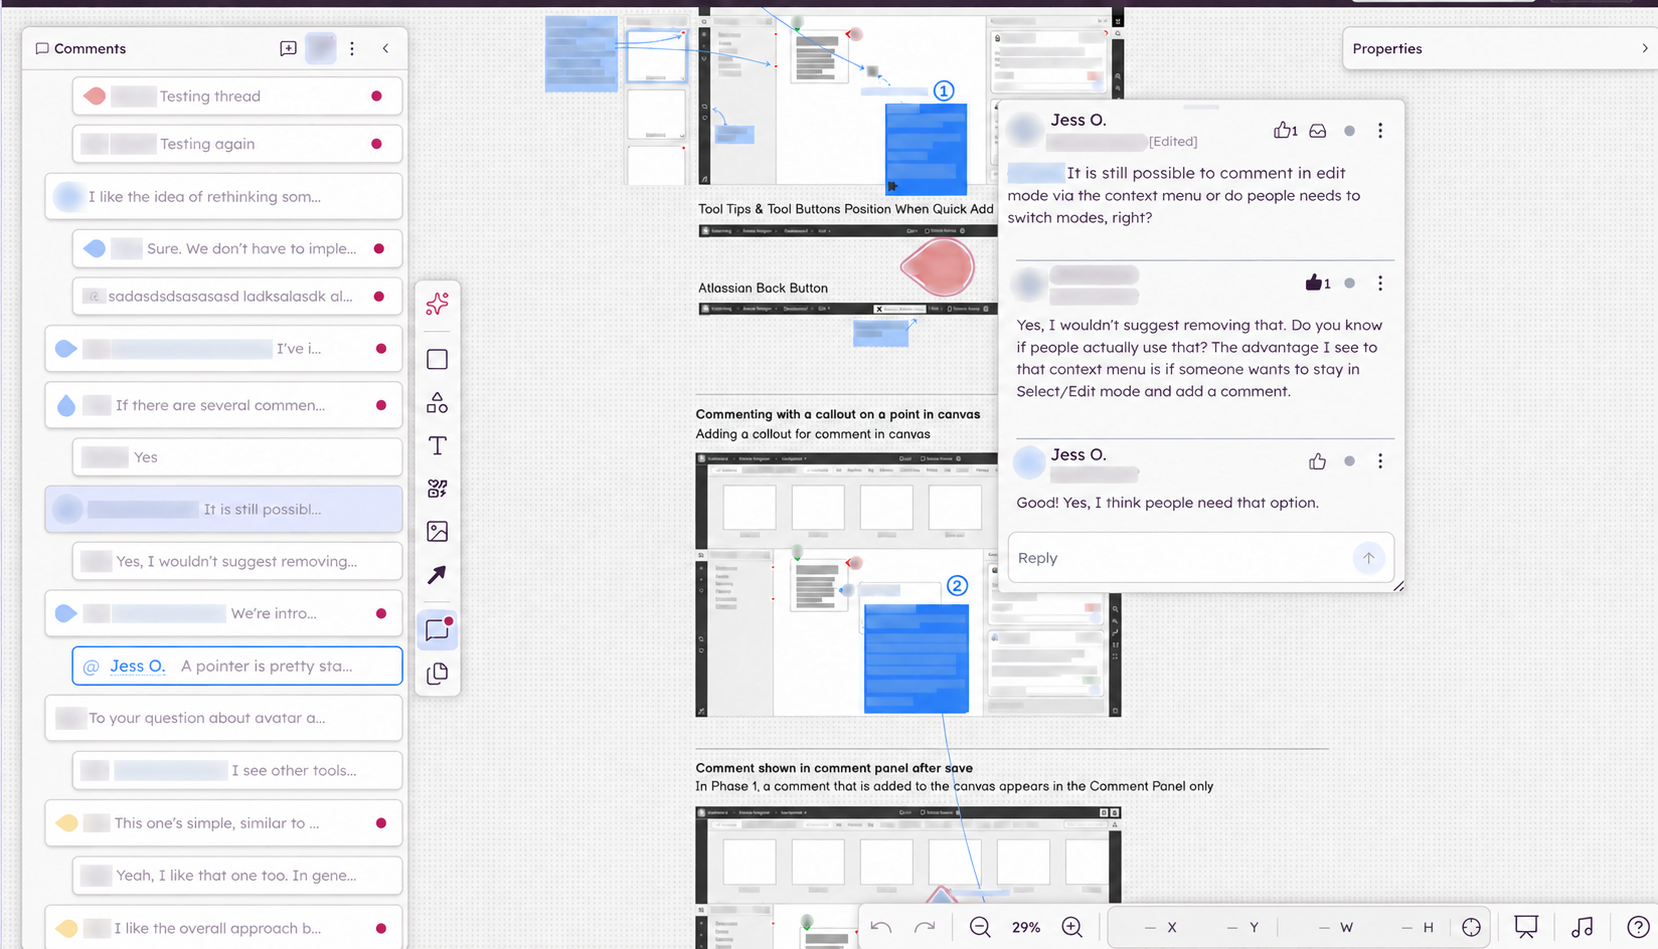 Comments
Testing thread
Testing again
I like the idea of rethinking som...
Sure. We don't have to imple...
sadasdsdsasasasd ladksalasdk al...
I've i...
If there are several commen...
Yes
It is still possibl...
Yes, I wouldn't suggest removing...
We're intro...
@ Jess O. A pointer is pretty sta...
To your question about avatar a...
I see other tools...
This one's simple, similar to ...
Yeah, I like that one too. In gene...
I like the overall approach b...
T
1
Tool Tips & Tool Buttons Position When Quick Add
Atlassian Back Button
Commenting with a callout on a point in canvas
Adding a callout for comment in canvas
2
Comment shown in comment panel after save
In Phase 1, a comment that is added to the canvas appears in the Comment Panel only
Properties
Jess O.
1
[Edited]
It is still possible to comment in edit
mode via the context menu or do people needs to
switch modes, right?
1
Yes, I wouldn't suggest removing that. Do you know
if people actually use that? The advantage I see to
that context menu is if someone wants to stay in
Select/Edit mode and add a comment.
Jess O.
Good! Yes, I think people need that option.
Reply
29%
— X — Y — W — H
?